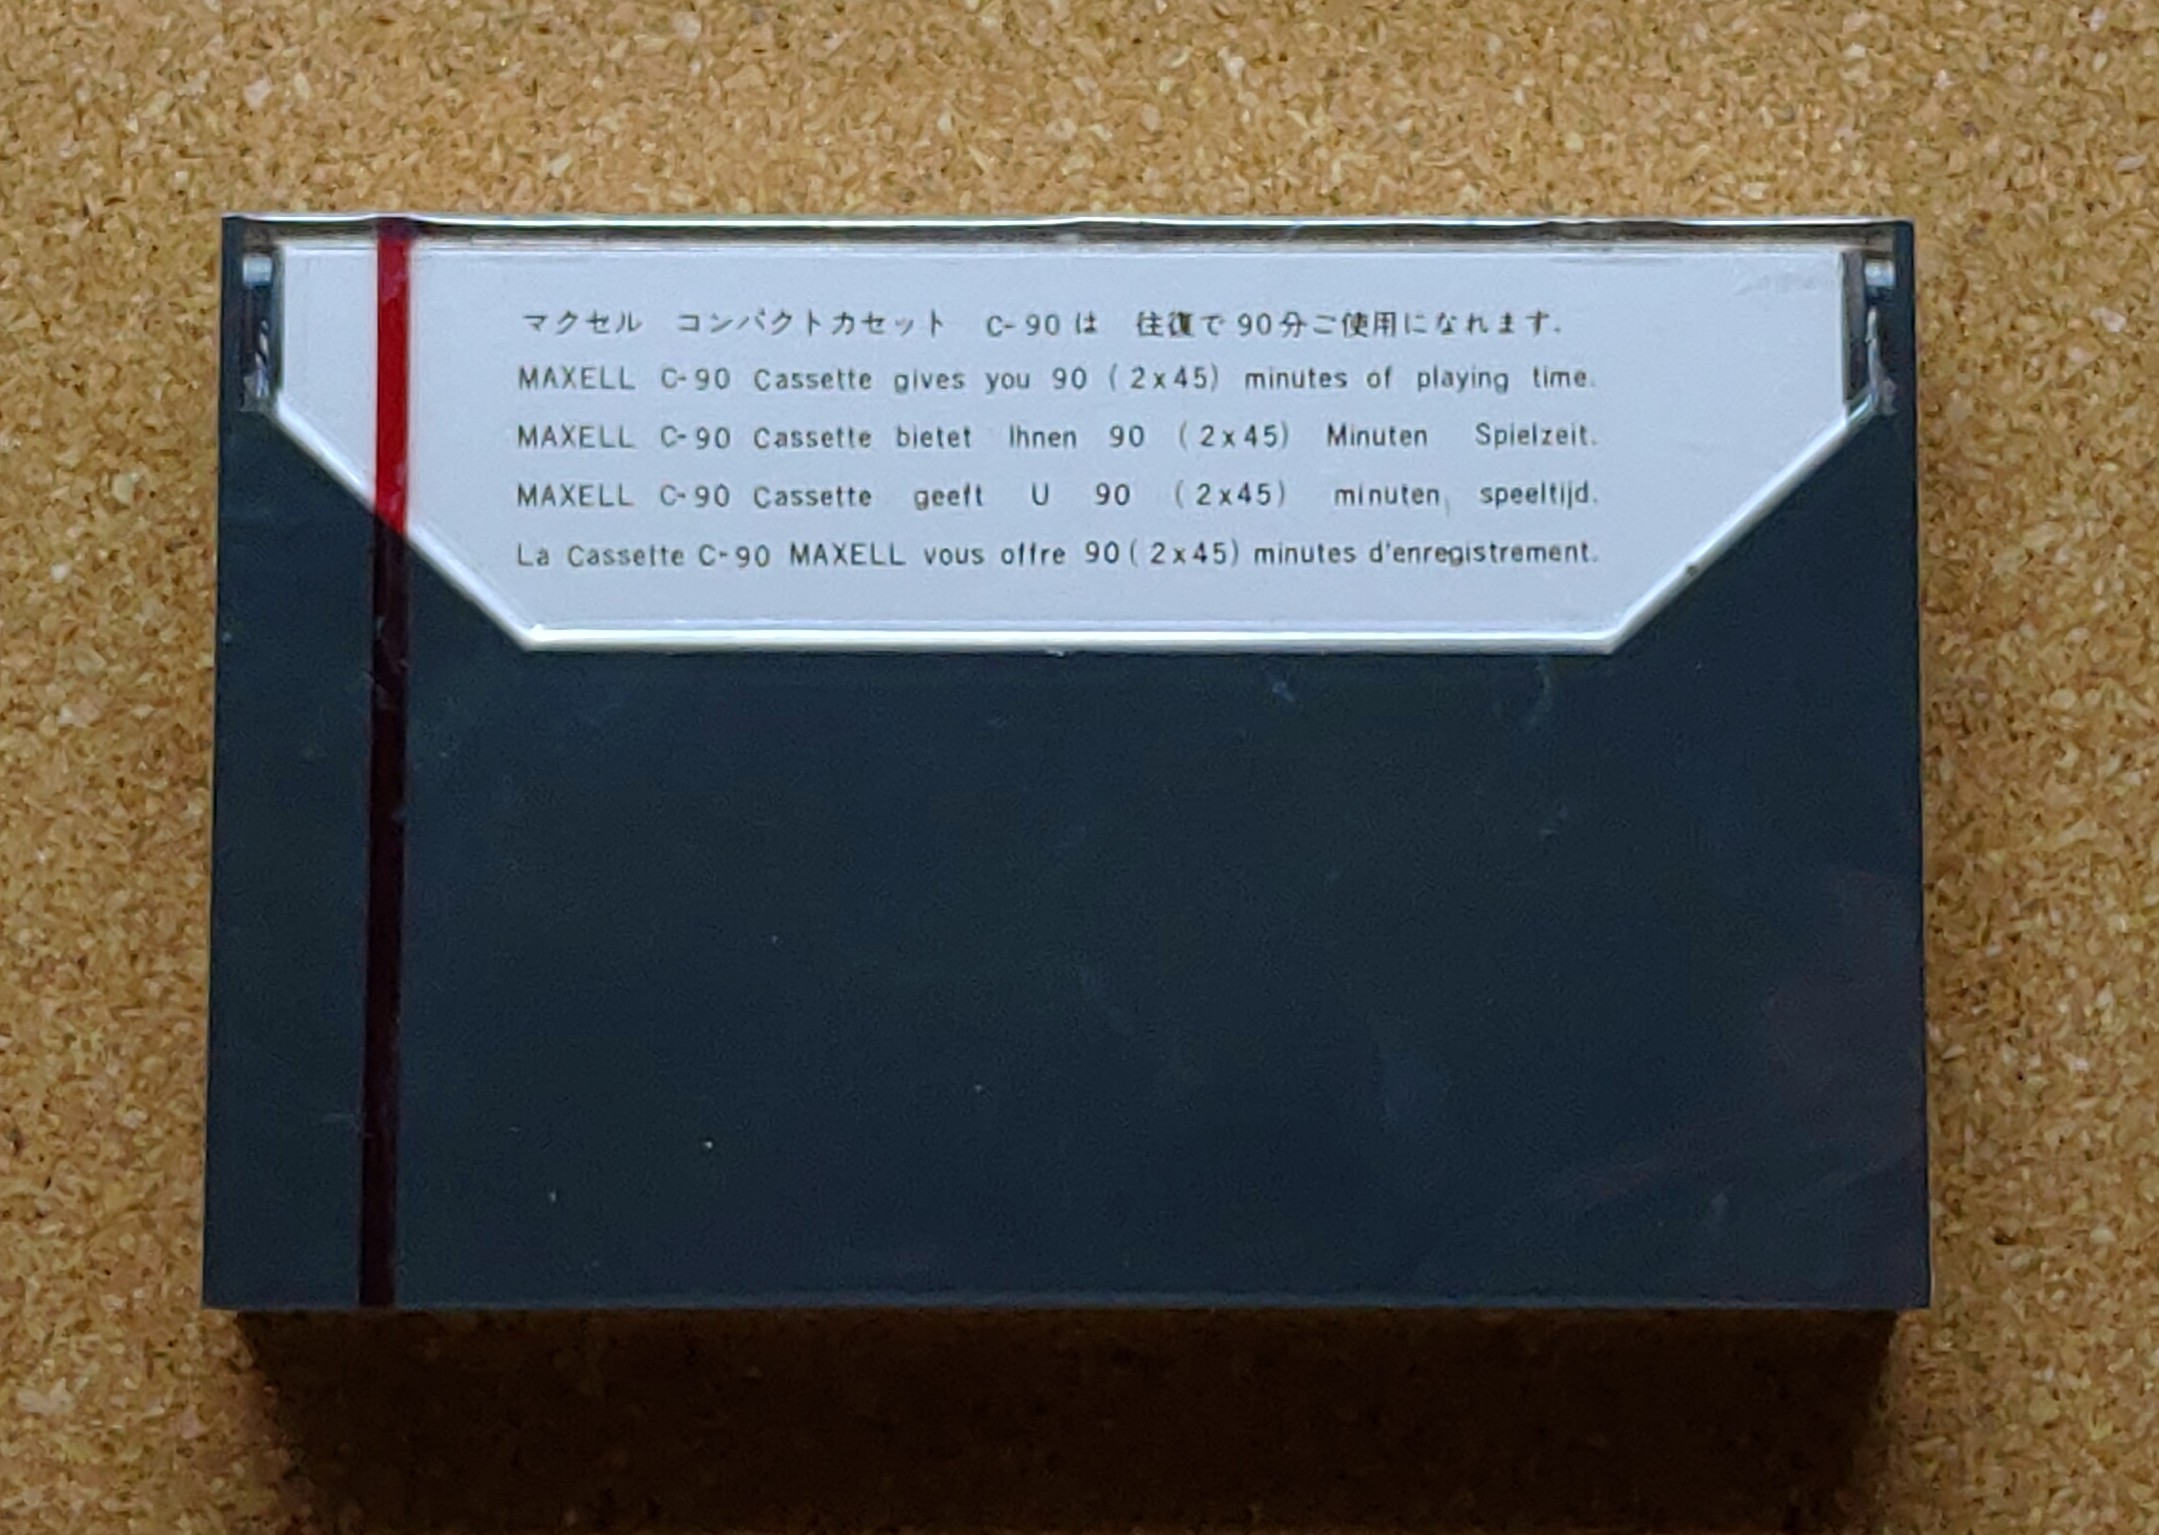 マクセル コンパクトカセット C-90は 往復で90分ご使用になれます.
MAXELL C-90 Cassette gives you 90 (2x45) minutes of playing time.
MAXELL C-90 Cassette bietet Ihnen 90 (2x45) Minuten Spielzeit.
MAXELL C-90 Cassette geeft U 90 (2x45) minuten speeltijd.
La Cassette C-90 MAXELL vous offre 90 (2x45) minutes d'enregistrement.